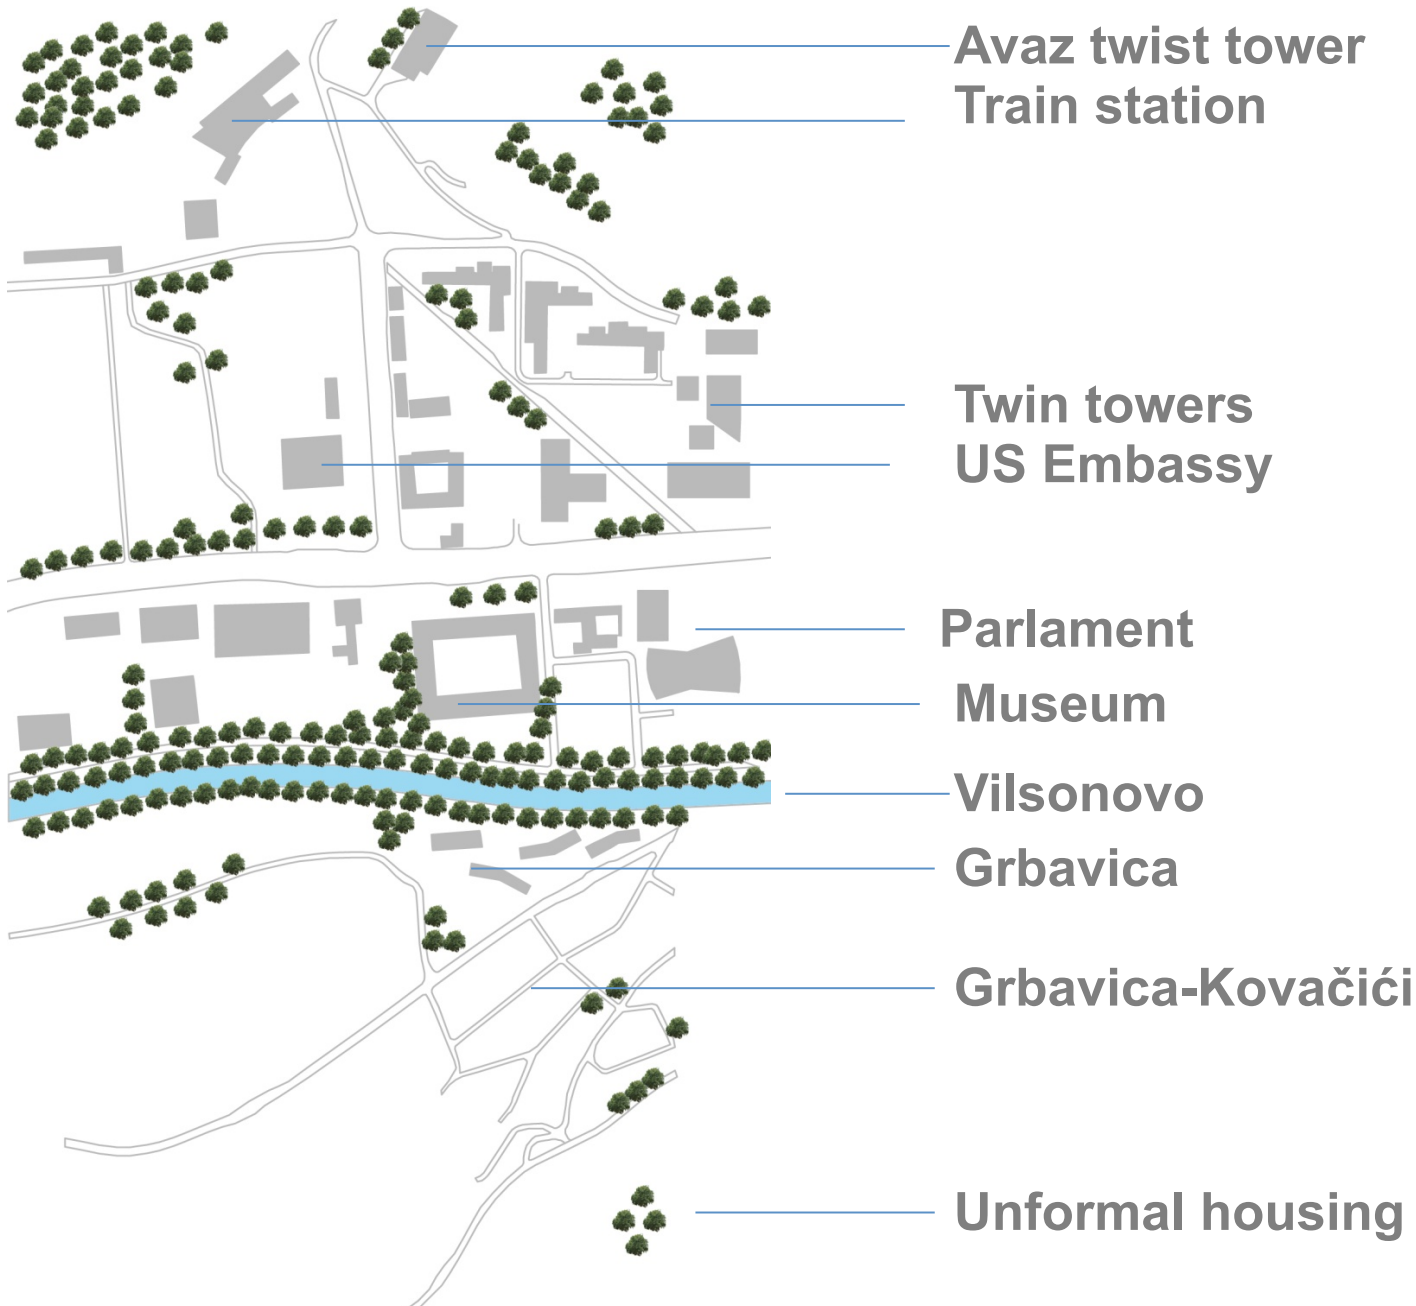 Avaz twist tower
Train station
Twin towers
US Embassy
Parlament
Museum
Vilsonovo
Grbavica
Grbavica-Kovačići
Unformal housing